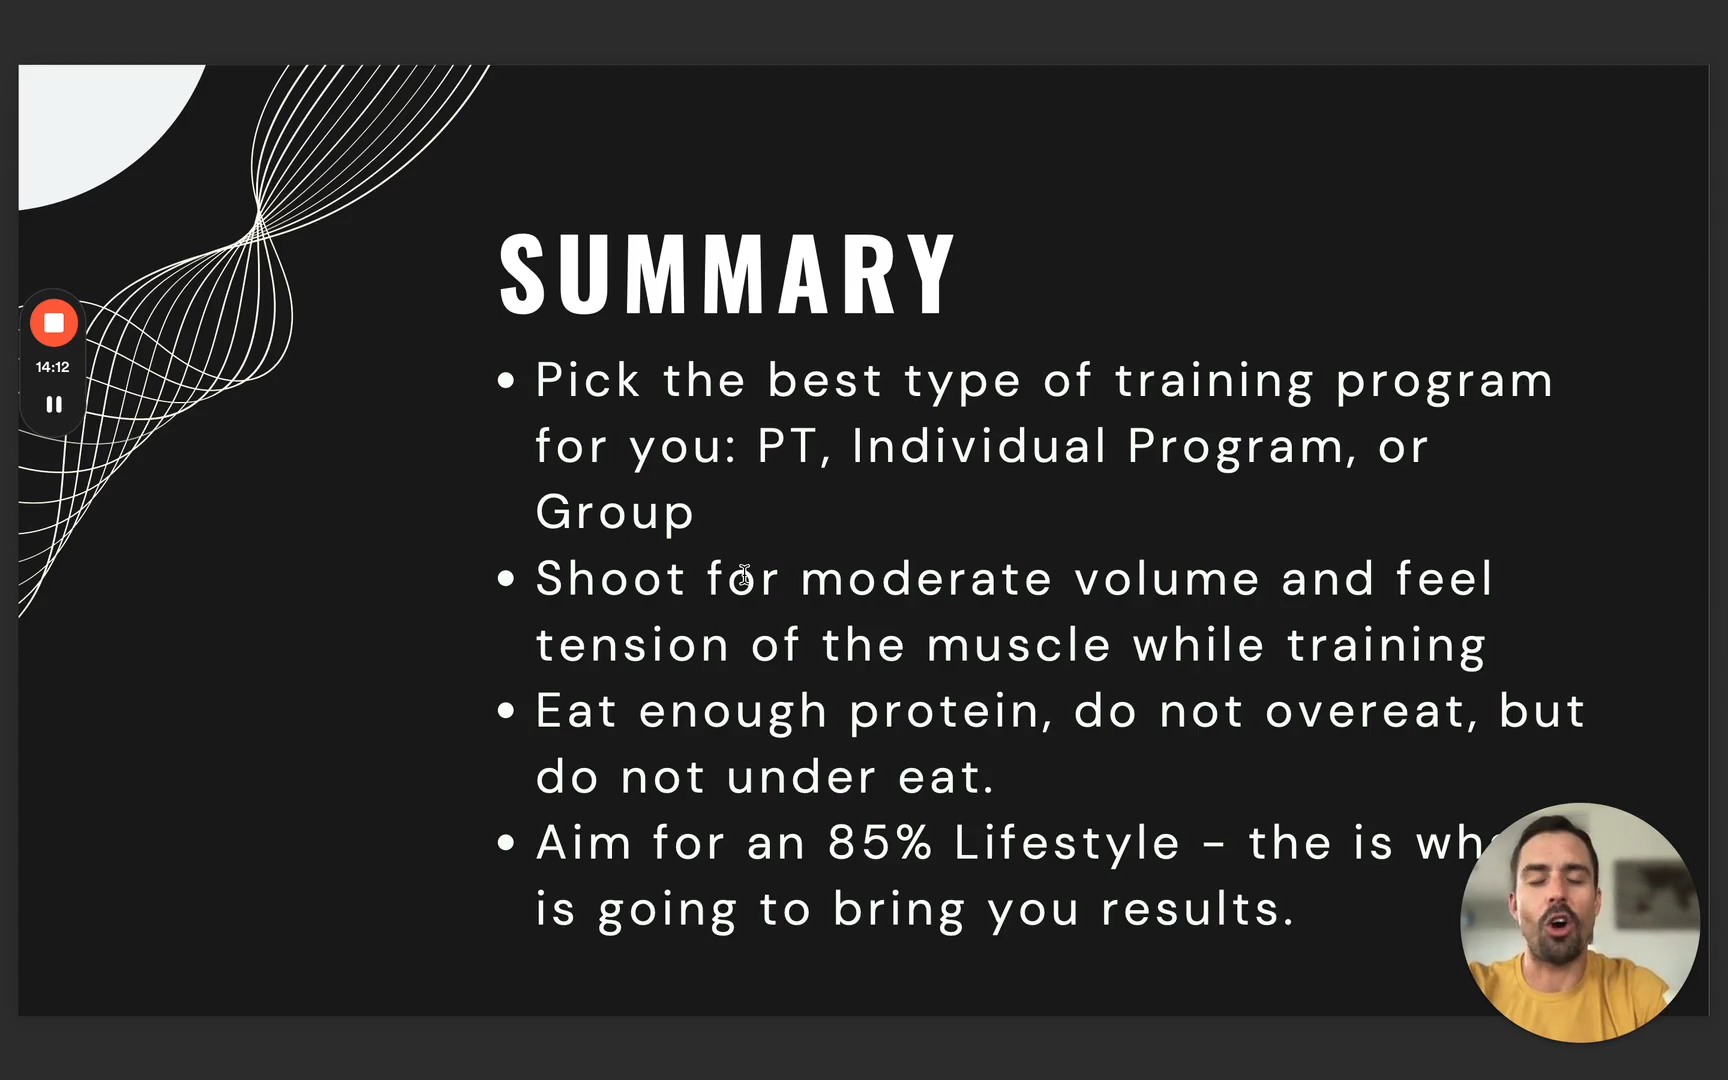 SUMMARY
• Pick the best type of training program
for you: PT, Individual Program, or
Group
• Shoot for moderate volume and feel
tension of the muscle while training
• Eat enough protein, do not overeat, but
do not under eat.
• Aim for an 85% Lifestyle - the is
is going to bring you results.
14:12